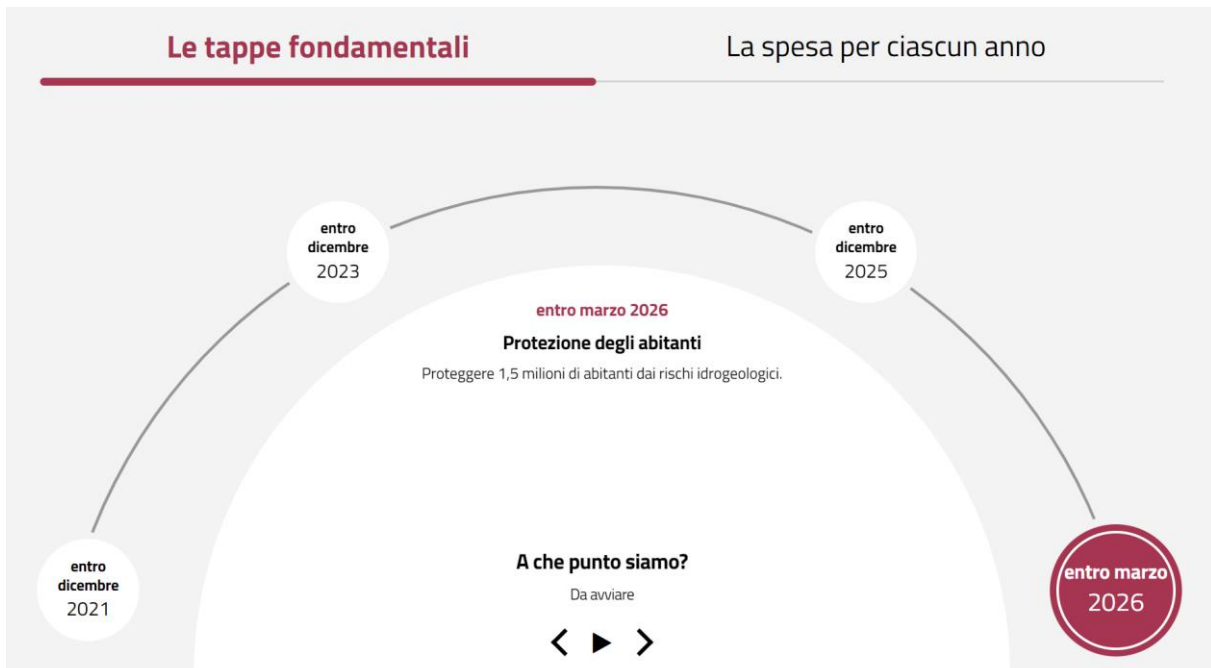 Le tappe fondamentali
La spesa per ciascun anno
entro
dicembre
2021
entro
dicembre
2023
entro
dicembre
2025
entro marzo
2026
entro marzo 2026
Protezione degli abitanti
Proteggere 1,5 milioni di abitanti dai rischi idrogeologici.
A che punto siamo?
Da avviare